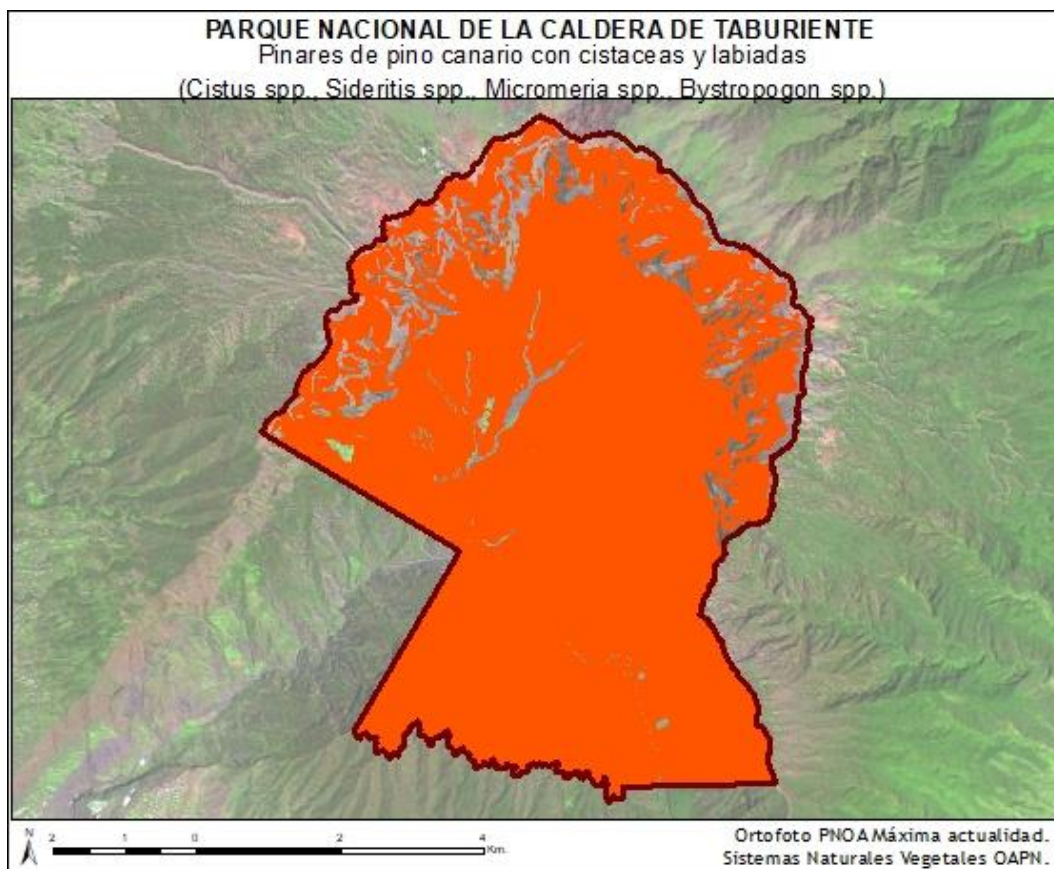 PARQUE NACIONAL DE LA CALDERA DE TABURIENTE
Pinares de pino canario con cistaceas y labiadas
(Cistus spp., Sideritis spp., Micromeria spp., Bystropogon spp.)
N
2 1 0 2 4
Km.
Ortofoto PNOA Máxima actualidad.
Sistemas Naturales Vegetales OAPN.